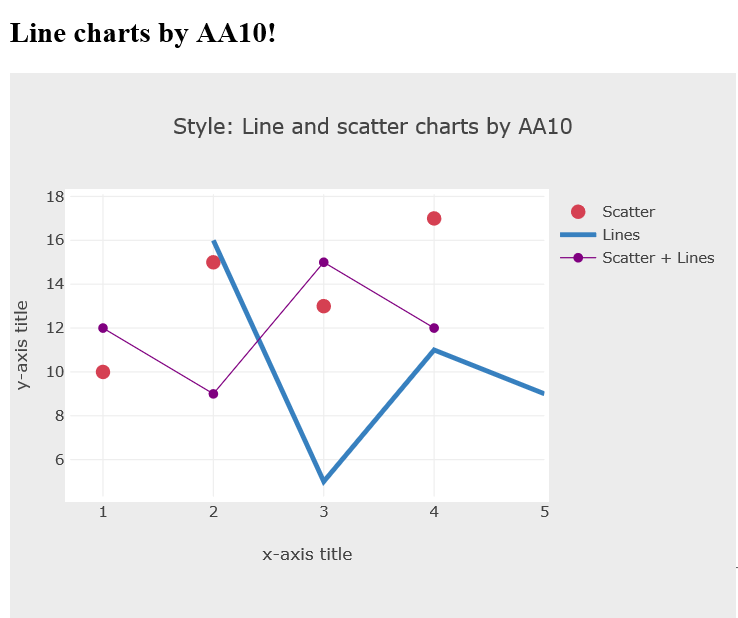 Line charts by AA10!
Style: Line and scatter charts by AA10
18
16
14
12
10
8
6
y-axis title
1 2 3 4 5
x-axis title
Scatter
Lines
Scatter + Lines